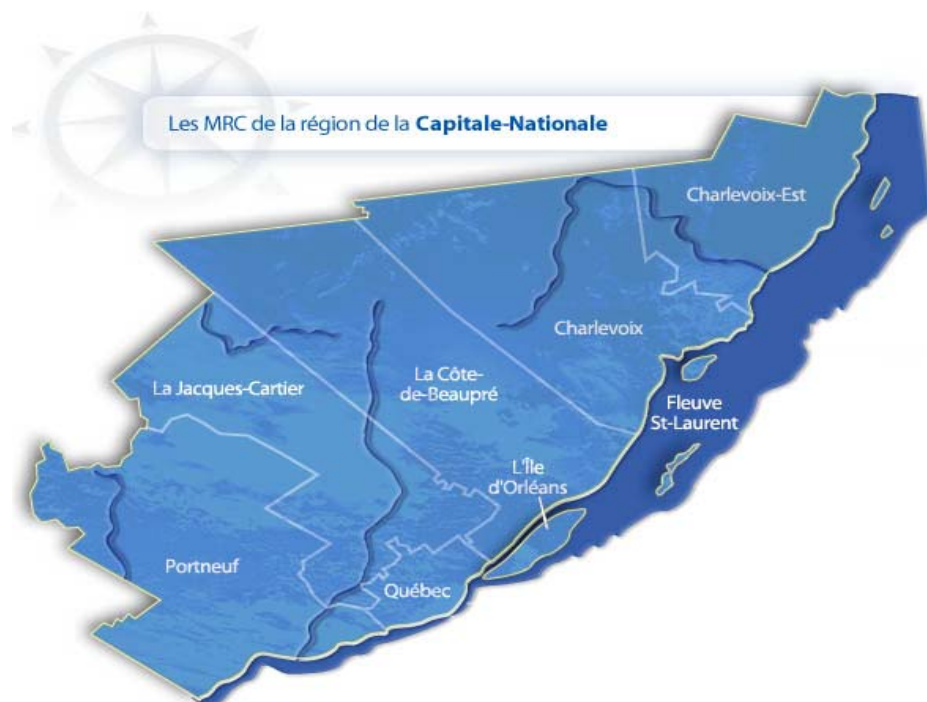 Les MRC de la région de la Capitale-Nationale
Charlevoix-Est
Charlevoix
La Jacques-Cartier
La Côte-
de-Beaupré
Fleuve
St-Laurent
L'Île
d'Orléans
Portneuf
Québec